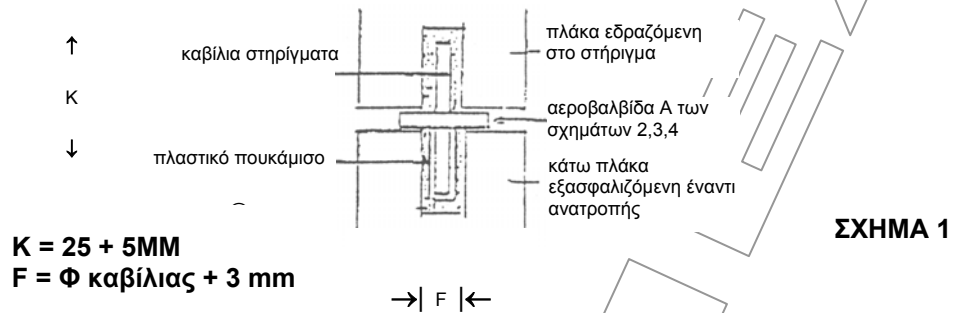 καβίλια στηρίγματα
πλάκα εδραζόμενη
στο στήριγμα
K
αεροβαλβίδα Α των
σχημάτων 2,3,4
πλαστικό πουκάμισο
κάτω πλάκα
εξασφαλιζόμενη έναντι
ανατροπής
ΣΧΗΜΑ 1
K = 25 + 5MM
F = Φ καβίλιας + 3 mm
F